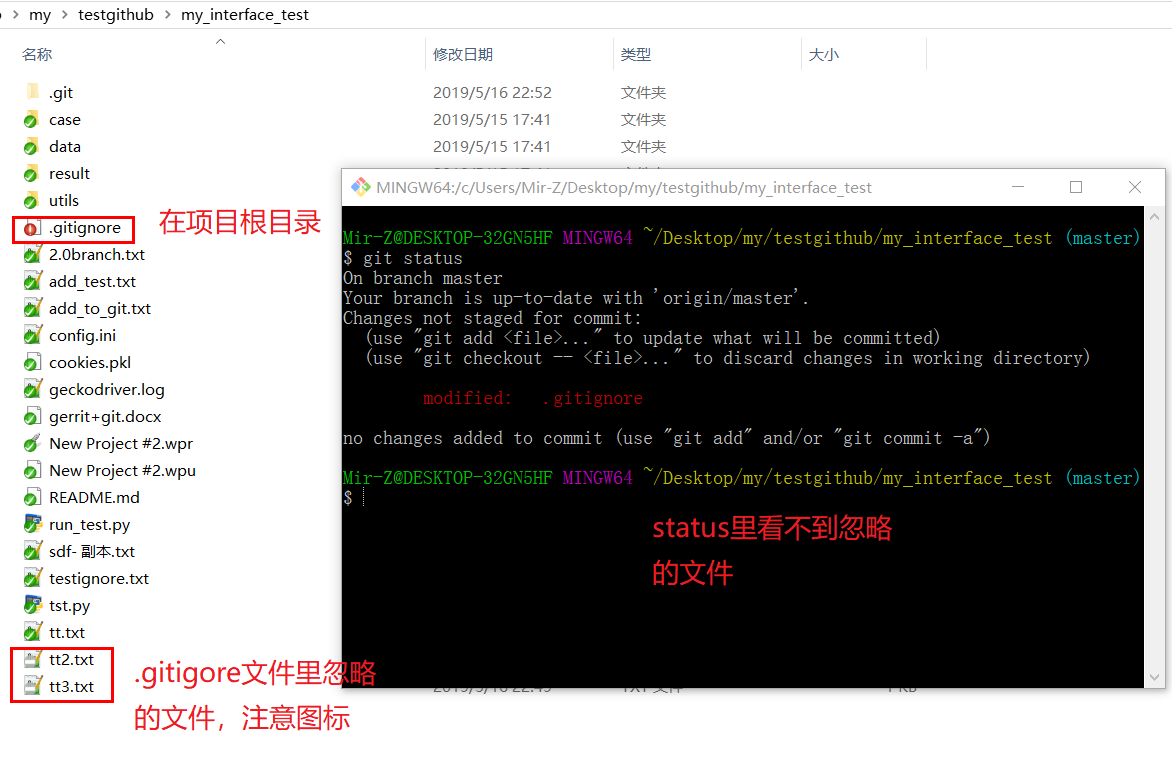 my > testgithub > my_interface_test
名称 修改日期 类型 大小
.git 2019/5/16 22:52 文件夹
case 2019/5/15 17:41 文件夹
data 2019/5/15 17:41 文件夹
result
utils
.gitignore
在项目根目录
2.0branch.txt
add_test.txt
add_to_git.txt
config.ini
cookies.pkl
geckodriver.log
gerrit+git.docx
New Project #2.wpr
New Project #2.wpu
README.md
run_test.py
sdf- 副本.txt
testignore.txt
tst.py
tt.txt
tt2.txt
tt3.txt
.gitigore文件里忽略
的文件，注意图标
MINGW64:/c/Users/Mir-Z/Desktop/my/testgithub/my_interface_test
Mir-Z@DESKTOP-32GN5HF MINGW64 ~/Desktop/my/testgithub/my_interface_test (master)
$ git status
On branch master
Your branch is up-to-date with 'origin/master'.
Changes not staged for commit:
(use "git add <file>..." to update what will be committed)
(use "git checkout -- <file>..." to discard changes in working directory)
modified: .gitignore
no changes added to commit (use "git add" and/or "git commit -a")
Mir-Z@DESKTOP-32GN5HF MINGW64 ~/Desktop/my/testgithub/my_interface_test (master)
$
status里看不到忽略
的文件